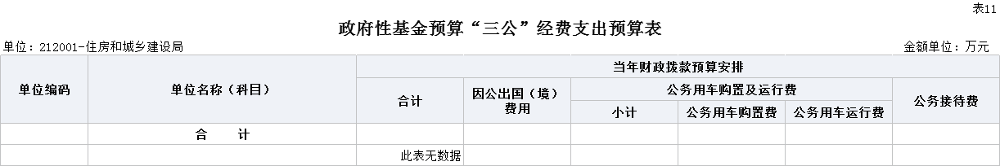 表11
政府性基金预算“三公”经费支出预算表
单位：212001-住房和城乡建设局 金额单位：万元
单位编码 单位名称（科目） 当年财政拨款预算安排
合计 因公出国（境）费用 公务用车购置及运行费 公务接待费
小计 公务用车购置费 公务用车运行费
合 计
此表无数据